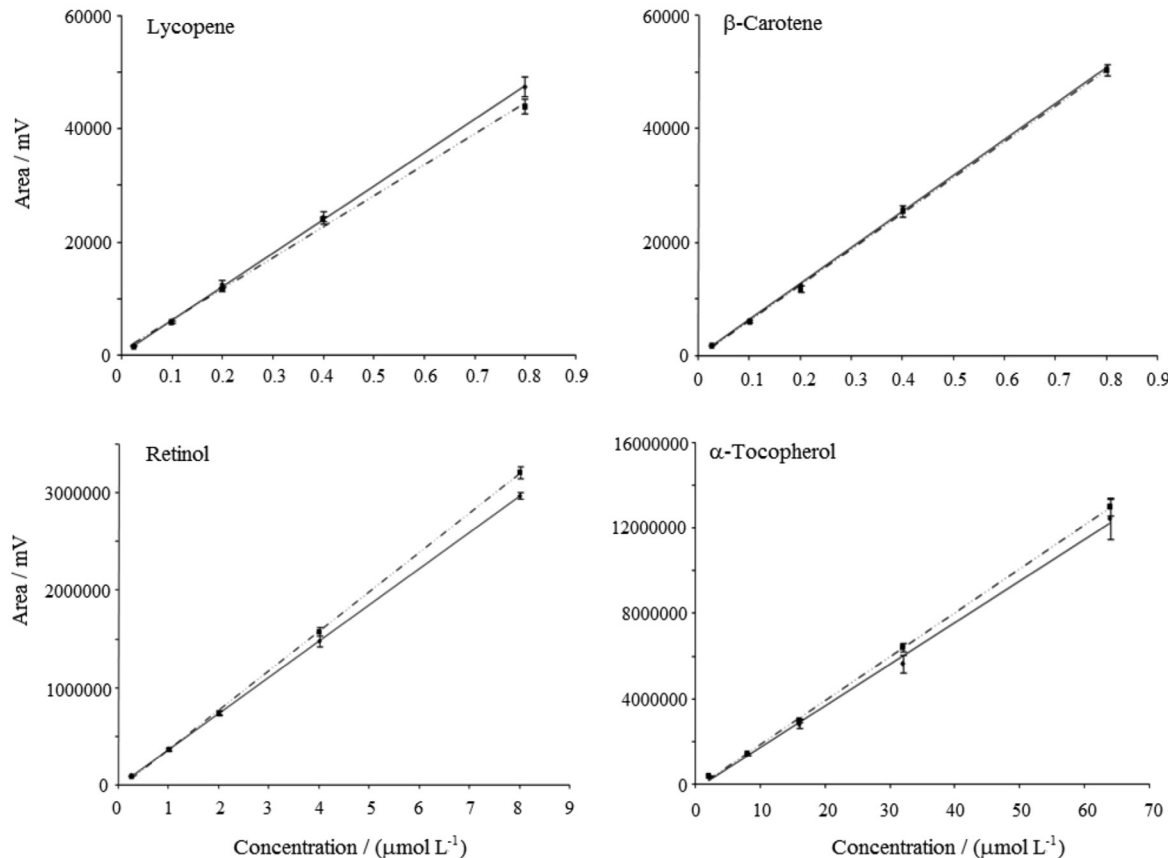 Lycopene
60000
40000
20000
0
Area / mV
0 0.1 0.2 0.3 0.4 0.5 0.6 0.7 0.8 0.9
β-Carotene
60000
40000
20000
0
0 0.1 0.2 0.3 0.4 0.5 0.6 0.7 0.8 0.9
Retinol
3000000
2000000
1000000
0
Area / mV
0 1 2 3 4 5 6 7 8 9
Concentration / (μmol L⁻¹)
α-Tocopherol
16000000
12000000
8000000
4000000
0
0 10 20 30 40 50 60 70
Concentration / (μmol L⁻¹)